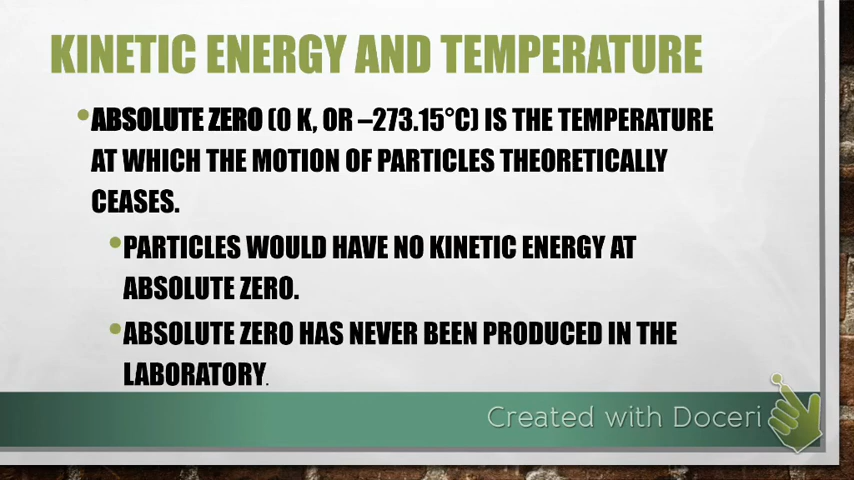 KINETIC ENERGY AND TEMPERATURE
•ABSOLUTE ZERO (0 K, OR –273.15°C) IS THE TEMPERATURE
AT WHICH THE MOTION OF PARTICLES THEORETICALLY
CEASES.
•PARTICLES WOULD HAVE NO KINETIC ENERGY AT
ABSOLUTE ZERO.
•ABSOLUTE ZERO HAS NEVER BEEN PRODUCED IN THE
LABORATORY.
Created with Doceri